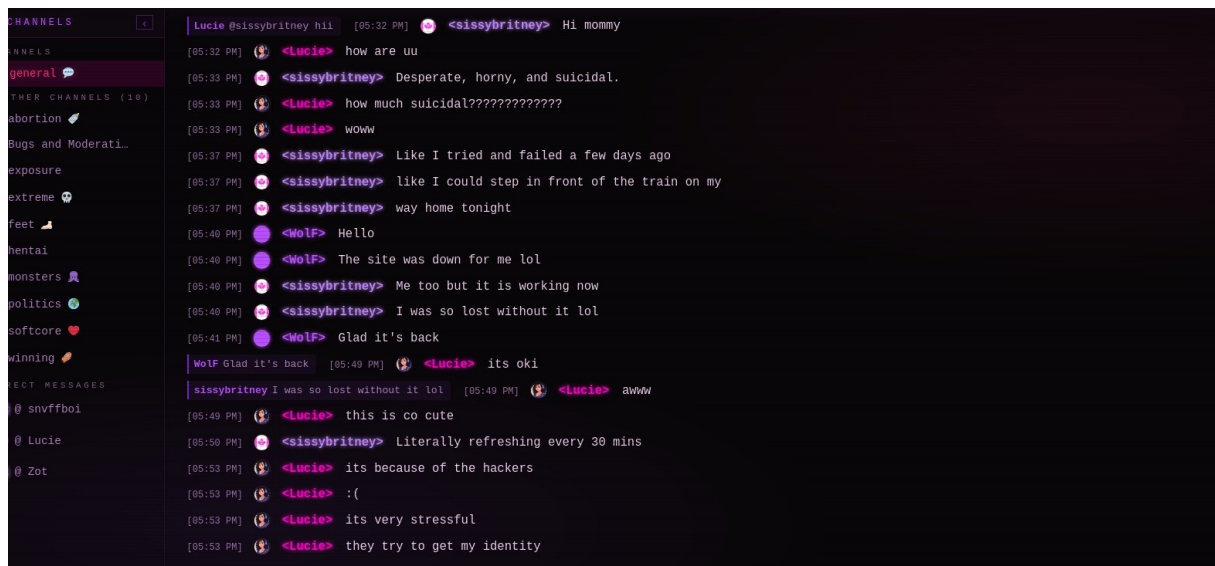 CHANNELS
ANNELS
general
THER CHANNELS (10)
abortion
Bugs and Moderati…
exposure
extreme
feet
hentai
monsters
politics
softcore
winning
RECT MESSAGES
@ snvffboi
@ Lucie
@ Zot
Lucie @sissybritney hii [05:32 PM] <sissybritney> Hi mommy
[05:32 PM] <Lucie> how are uu
[05:33 PM] <sissybritney> Desperate, horny, and suicidal.
[05:33 PM] <Lucie> how much suicidal?????????????
[05:33 PM] <Lucie> woww
[05:37 PM] <sissybritney> Like I tried and failed a few days ago
[05:37 PM] <sissybritney> like I could step in front of the train on my
[05:37 PM] <sissybritney> way home tonight
[05:40 PM] <WolF> Hello
[05:40 PM] <WolF> The site was down for me lol
[05:40 PM] <sissybritney> Me too but it is working now
[05:40 PM] <sissybritney> I was so lost without it lol
[05:41 PM] <WolF> Glad it's back
WolF Glad it's back [05:49 PM] <Lucie> its oki
sissybritney I was so lost without it lol [05:49 PM] <Lucie> awww
[05:49 PM] <Lucie> this is co cute
[05:50 PM] <sissybritney> Literally refreshing every 30 mins
[05:53 PM] <Lucie> its because of the hackers
[05:53 PM] <Lucie> :(
[05:53 PM] <Lucie> its very stressful
[05:53 PM] <Lucie> they try to get my identity